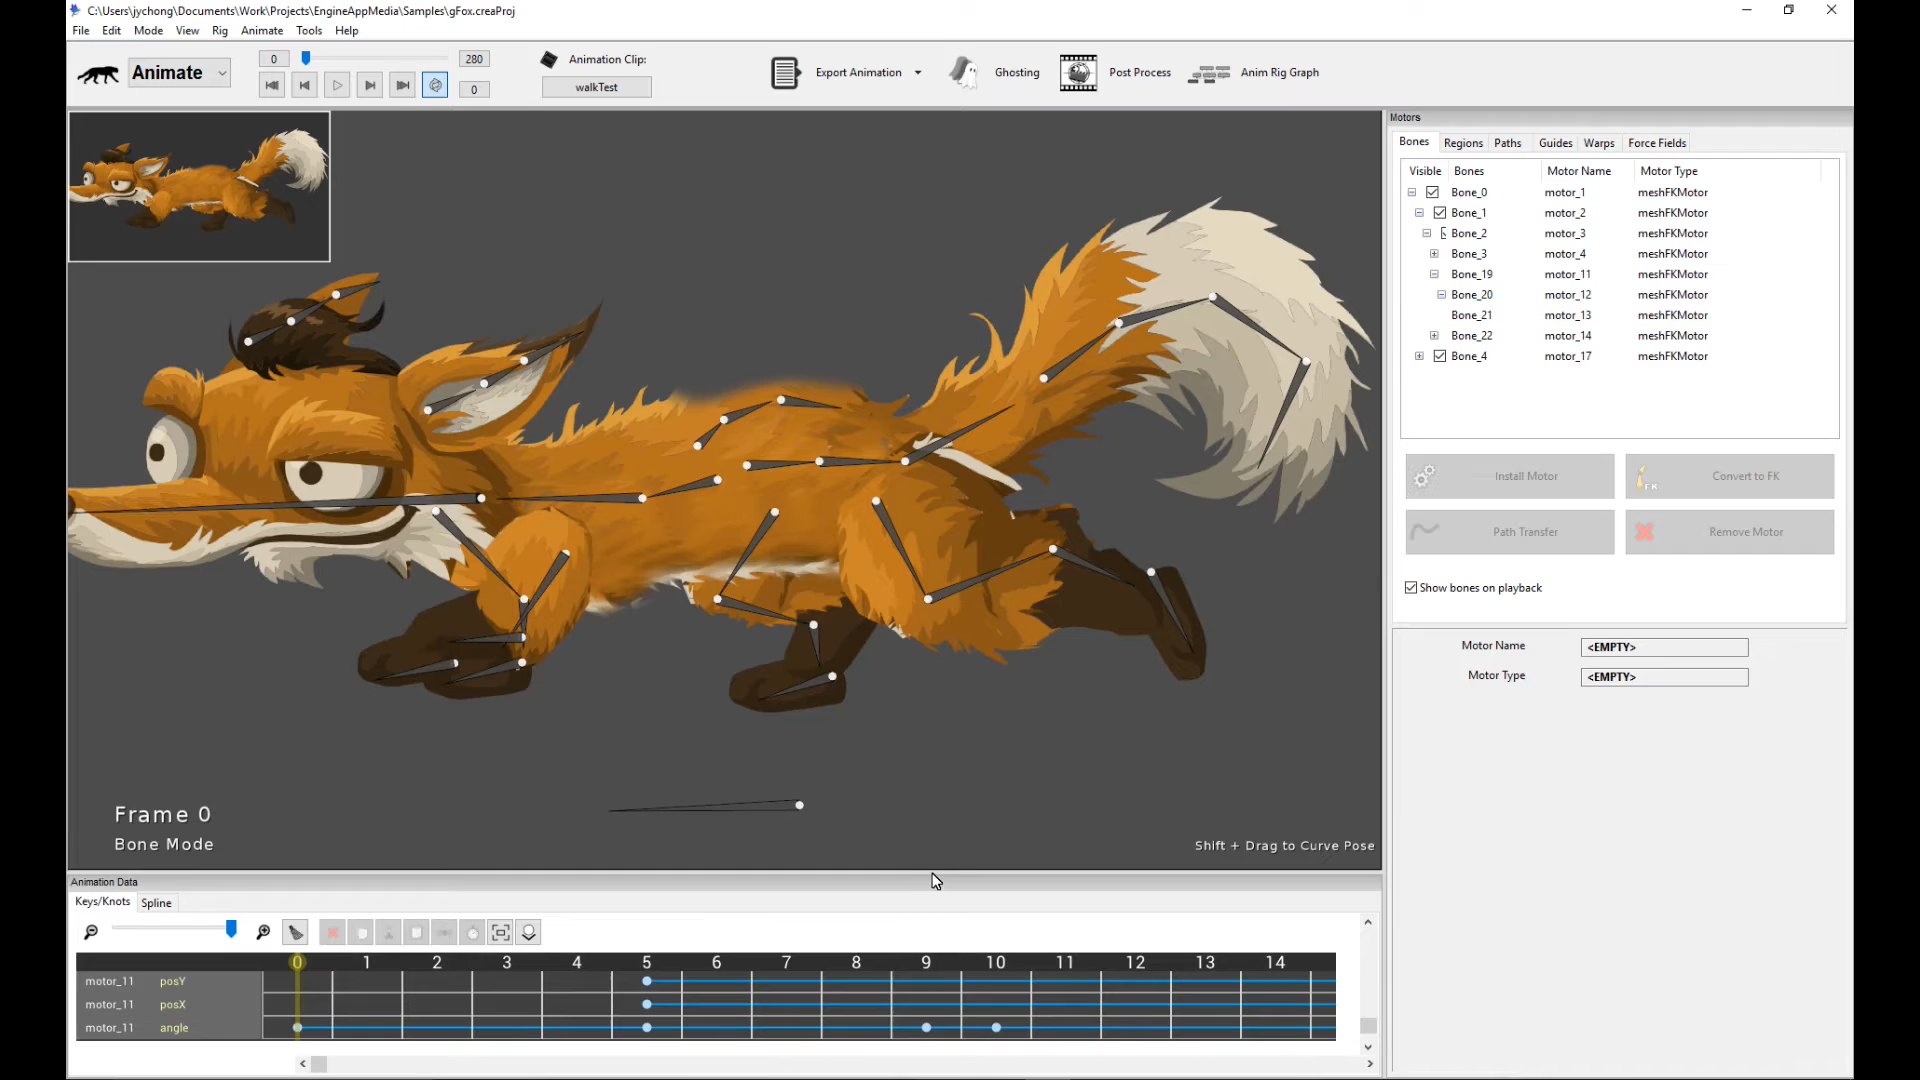 C:\Users\jychong\Documents\Work\Projects\EngineAppMedia\Samples\gFox.creaProj
File Edit Mode View Rig Animate Tools Help
Animate
0 280
0
Animation Clip:
walkTest
Export Animation
Ghosting
Post Process
Anim Rig Graph
Frame 0
Bone Mode
Shift + Drag to Curve Pose
Motors
Bones Regions Paths Guides Warps Force Fields
Visible Bones Motor Name Motor Type
Bone_0 motor_1 meshFKMotor
Bone_1 motor_2 meshFKMotor
Bone_2 motor_3 meshFKMotor
Bone_3 motor_4 meshFKMotor
Bone_19 motor_11 meshFKMotor
Bone_20 motor_12 meshFKMotor
Bone_21 motor_13 meshFKMotor
Bone_22 motor_14 meshFKMotor
Bone_4 motor_17 meshFKMotor
Install Motor FK Convert to FK
Path Transfer Remove Motor
Show bones on playback
Motor Name <EMPTY>
Motor Type <EMPTY>
Animation Data
Keys/Knots Spline
0 1 2 3 4 5 6 7 8 9 10 11 12 13 14
motor_11 posY
motor_11 posX
motor_11 angle